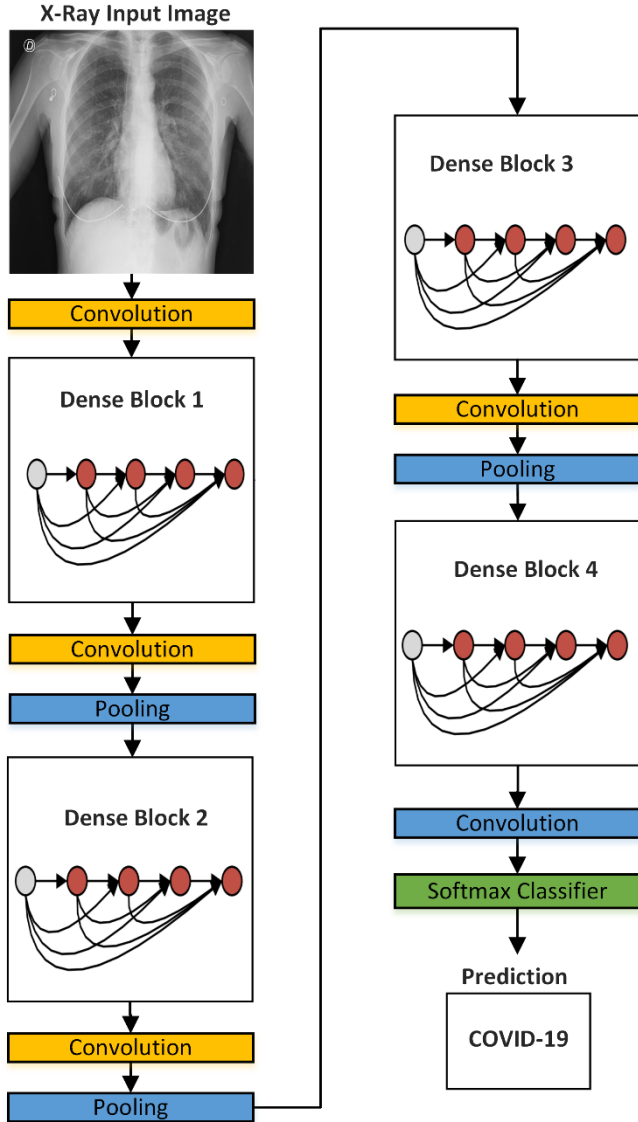 X-Ray Input Image
D
Convolution
Dense Block 1
Convolution
Pooling
Dense Block 2
Convolution
Pooling
Dense Block 3
Convolution
Pooling
Dense Block 4
Convolution
Softmax Classifier
Prediction
COVID-19